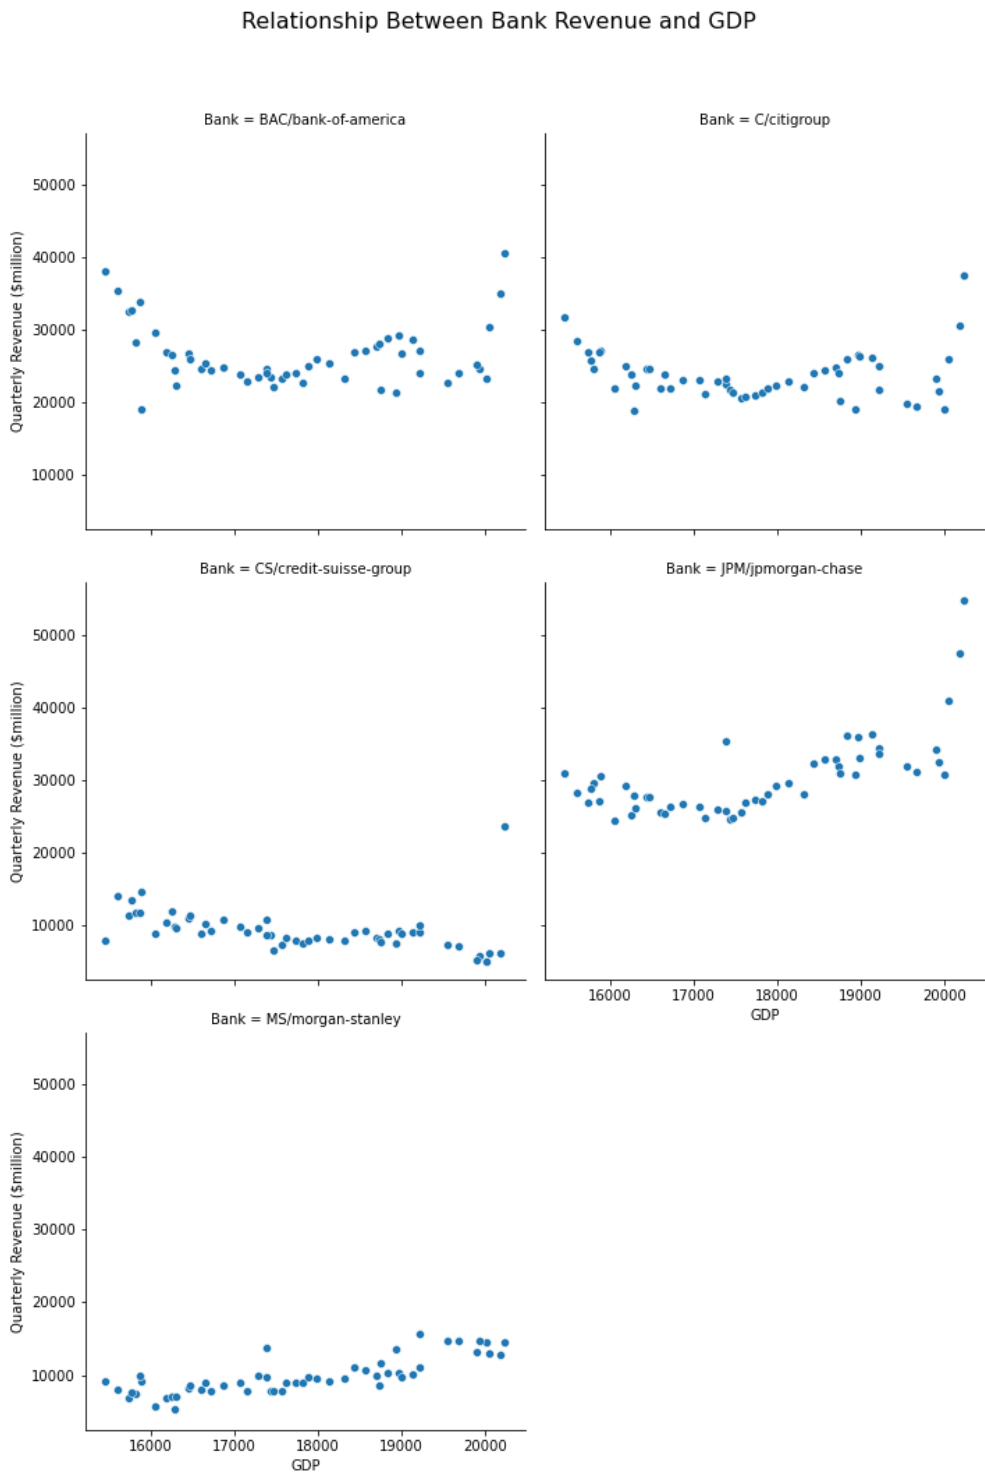 Relationship Between Bank Revenue and GDP
Bank = BAC/bank-of-america
Bank = C/citigroup
50000
40000
30000
20000
10000
Quarterly Revenue ($million)
Bank = CS/credit-suisse-group
Bank = JPM/jpmorgan-chase
50000
40000
30000
20000
10000
Quarterly Revenue ($million)
16000 17000 18000 19000 20000
GDP
Bank = MS/morgan-stanley
50000
40000
30000
20000
10000
Quarterly Revenue ($million)
16000 17000 18000 19000 20000
GDP